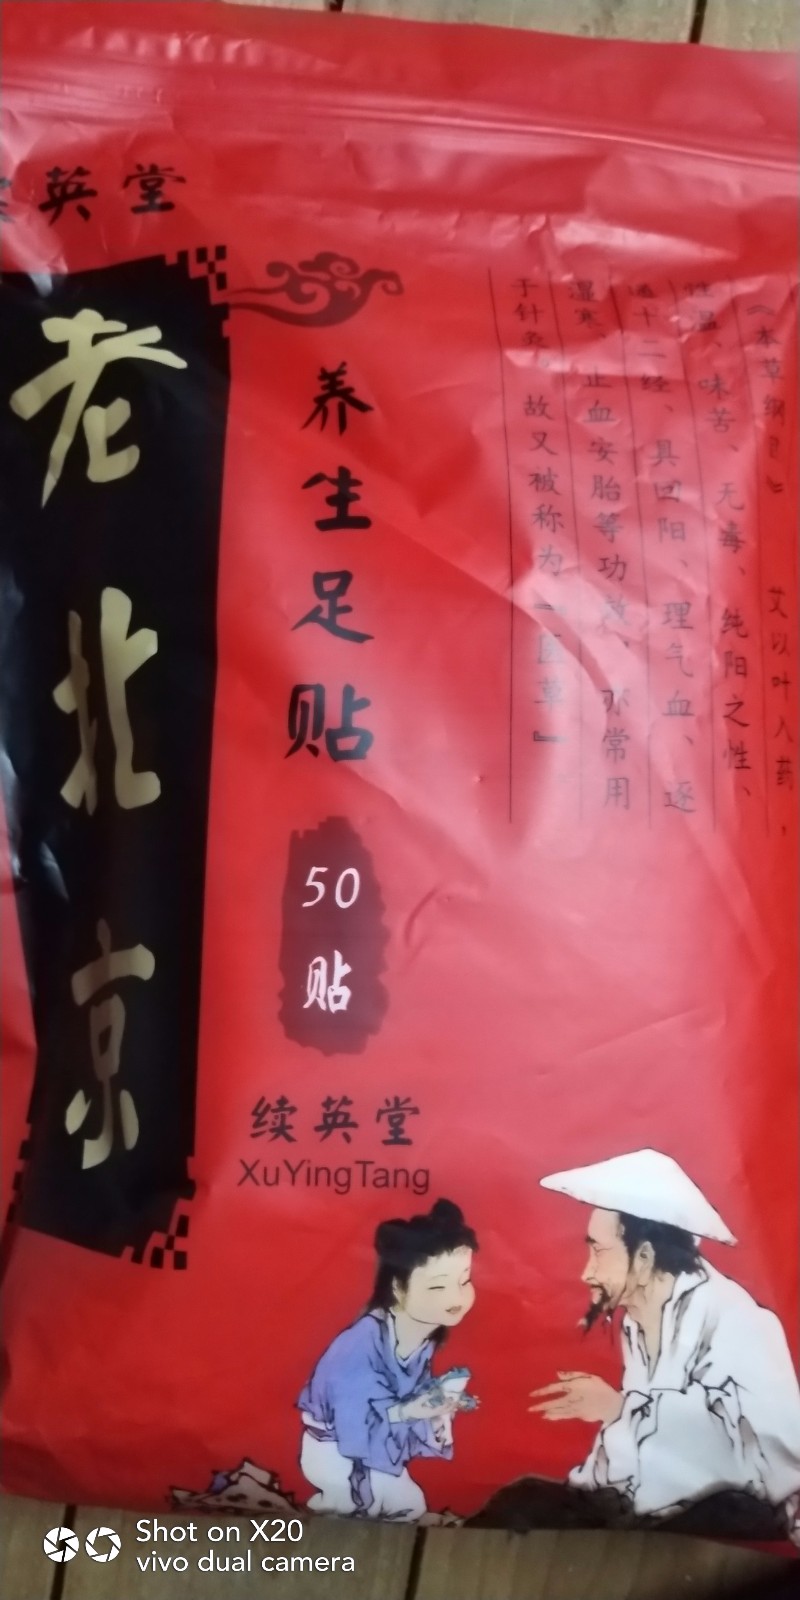 英堂
老北京
养生足贴
50
贴
续英堂
XuYingTang
《本草纲目》 艾以叶入药，
性温、味苦、无毒、纯阳之性、
通十二经、具回阳、理气血、逐
湿寒、止血安胎等功效、亦常用
于针灸。故又被称为『医草』
Shot on X20
vivo dual camera